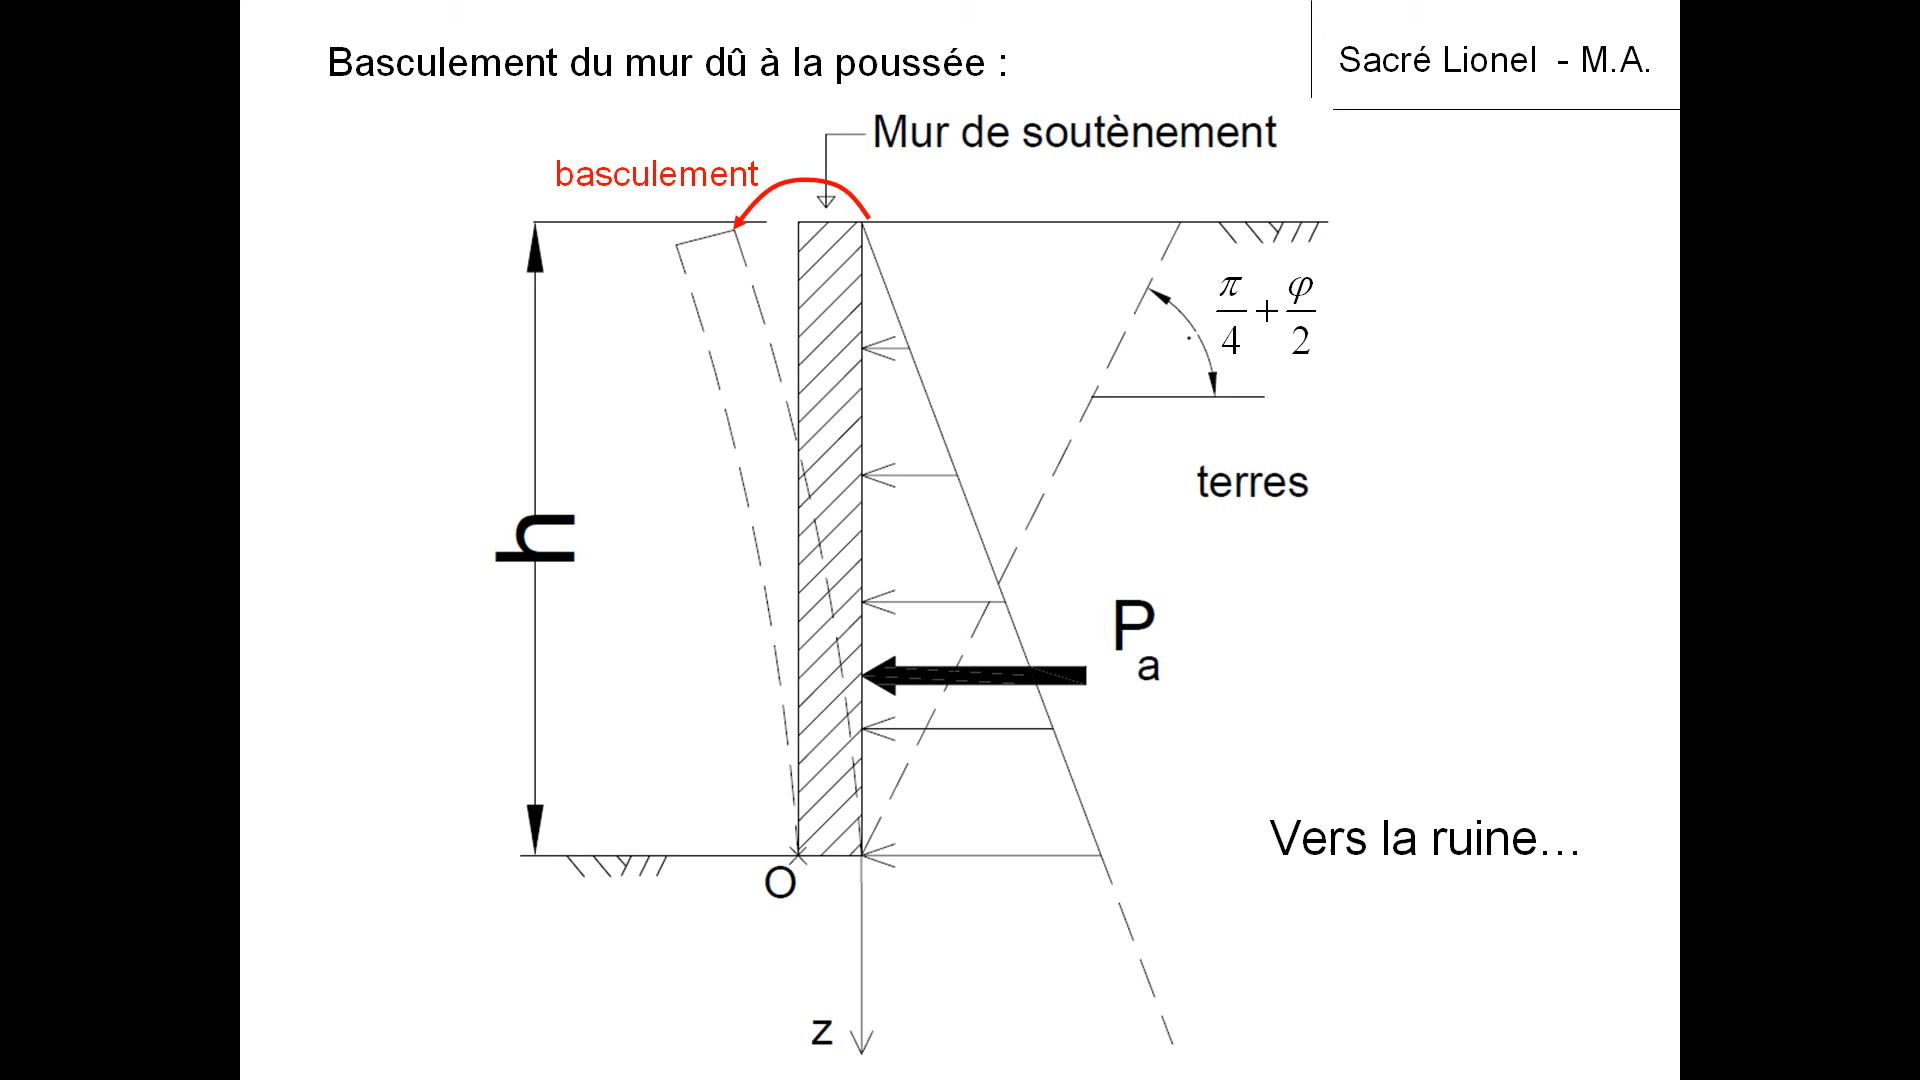 Basculement du mur dû à la poussée :
Sacré Lionel - M.A.
Mur de soutènement
basculement
π/4 + φ/2
terres
h
P a
Vers la ruine...
O
z